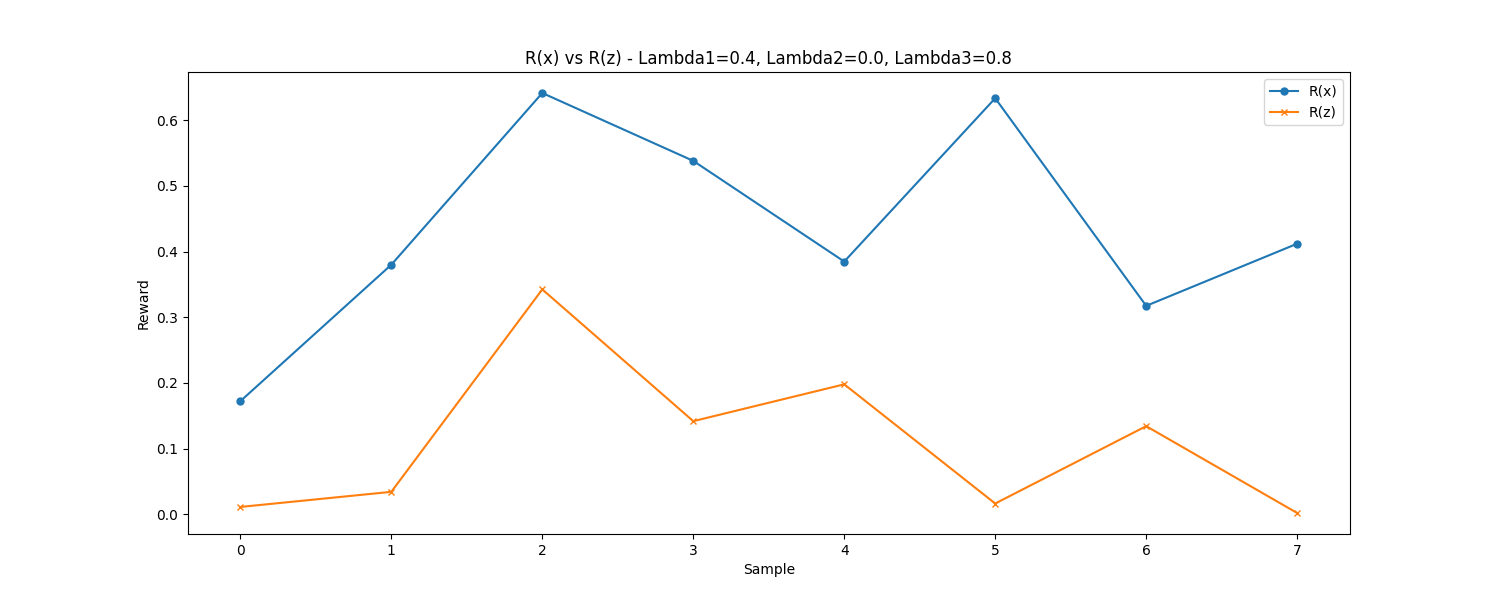 R(x) vs R(z) - Lambda1=0.4, Lambda2=0.0, Lambda3=0.8
R(x)
R(z)
0.6
0.5
0.4
0.3
0.2
0.1
0.0
Reward
0 1 2 3 4 5 6 7
Sample